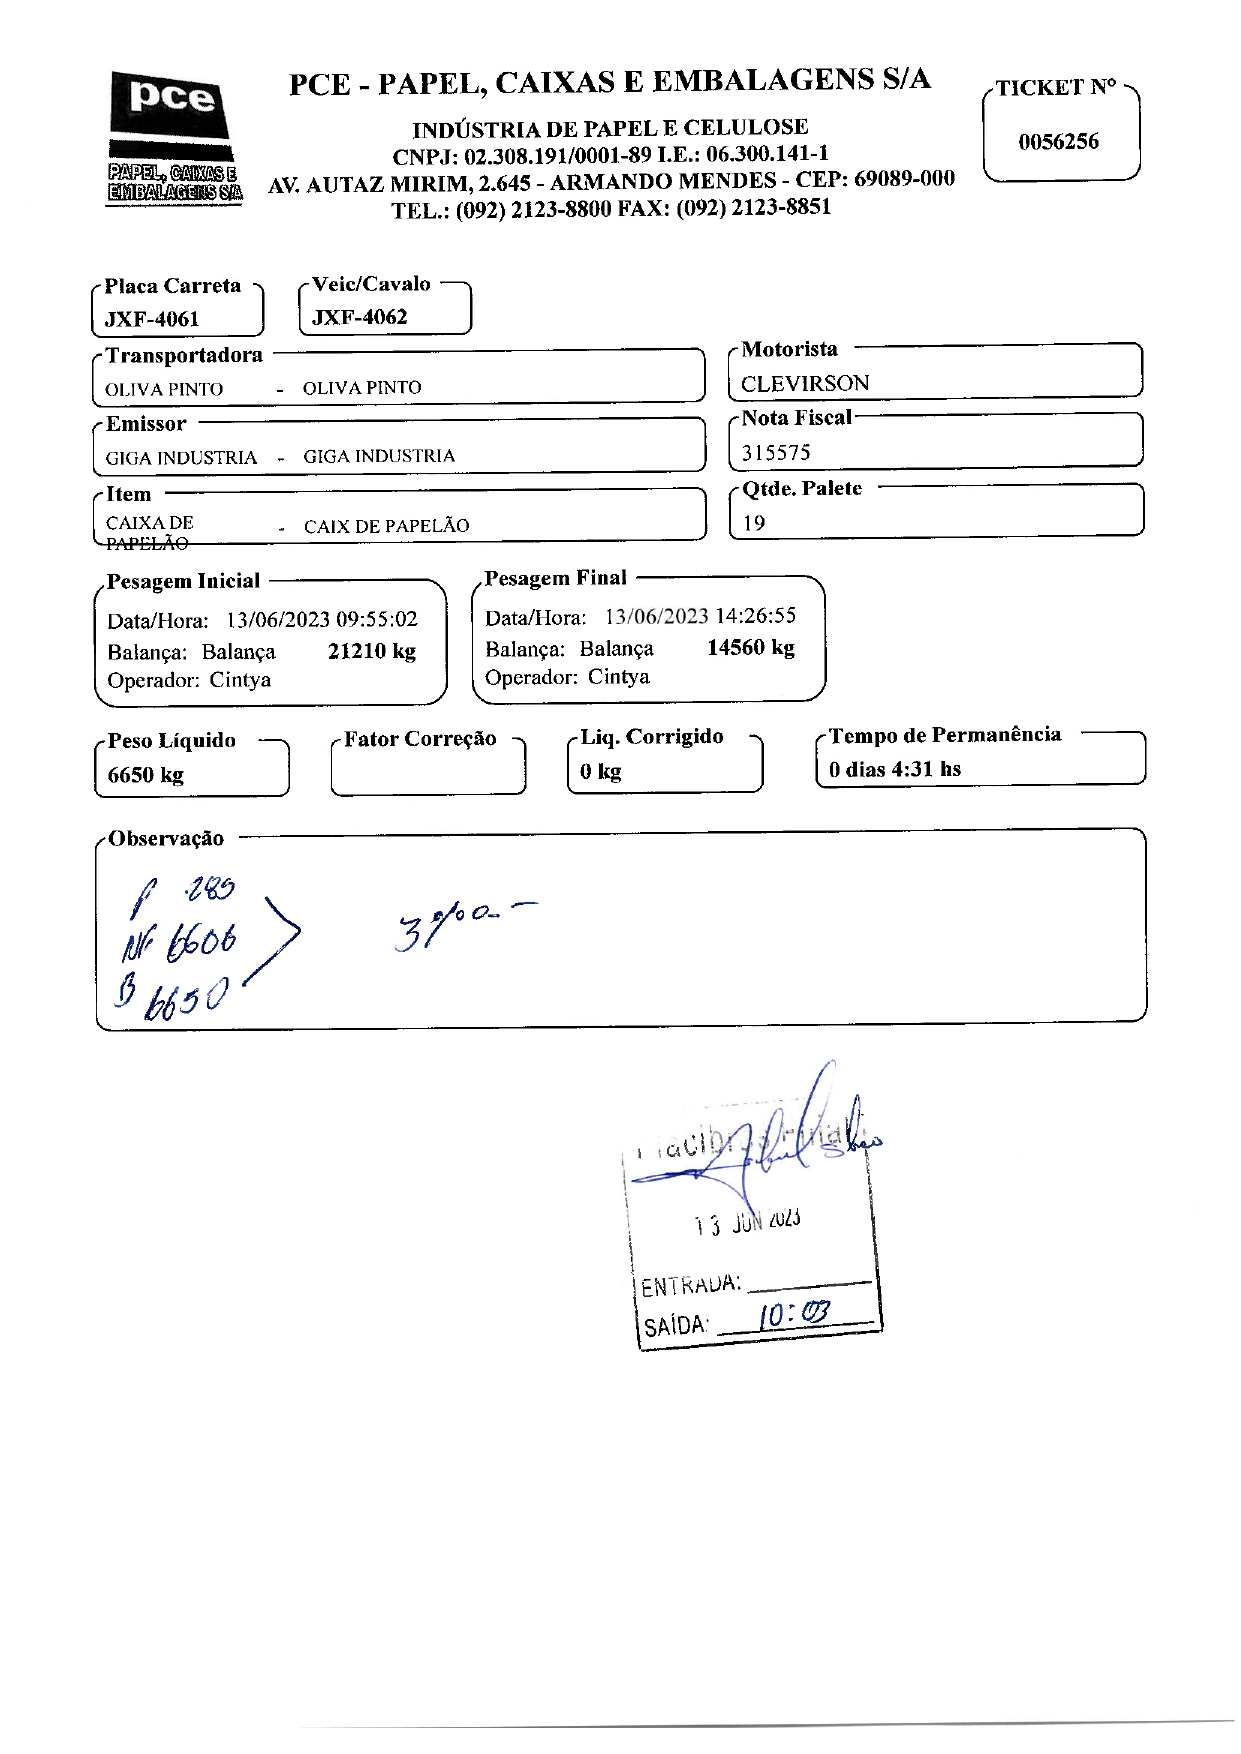 pce
PAPEL, CAIXAS E
EMBALAGENS S/A
PCE - PAPEL, CAIXAS E EMBALAGENS S/A
INDÚSTRIA DE PAPEL E CELULOSE
CNPJ: 02.308.191/0001-89 I.E.: 06.300.141-1
AV. AUTAZ MIRIM, 2.645 - ARMANDO MENDES - CEP: 69089-000
TEL.: (092) 2123-8800 FAX: (092) 2123-8851
TICKET Nº
0056256
Placa Carreta
JXF-4061
Veic/Cavalo
JXF-4062
Transportadora
OLIVA PINTO - OLIVA PINTO
Motorista
CLEVIRSON
Emissor
GIGA INDUSTRIA - GIGA INDUSTRIA
Nota Fiscal
315575
Item
CAIXA DE
PAPELÃO
- CAIX DE PAPELÃO
Qtde. Palete
19
Pesagem Inicial
Data/Hora: 13/06/2023 09:55:02
Balança: Balança 21210 kg
Operador: Cintya
Pesagem Final
Data/Hora: 13/06/2023 14:26:55
Balança: Balança 14560 kg
Operador: Cintya
Peso Líquido
6650 kg
Fator Correção
Liq. Corrigido
0 kg
Tempo de Permanência
0 dias 4:31 hs
Observação
P 289
NF 6606
B 6650
13 JUN 2023
ENTRADA:
SAÍDA: 10:03